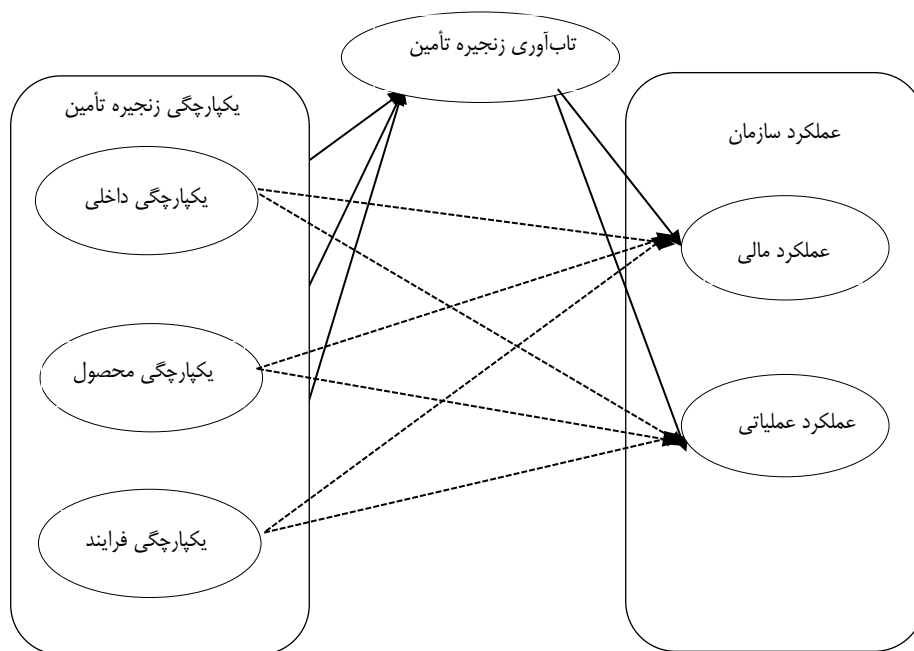 تاب‌آوری زنجیره تأمین
یکپارچگی زنجیره تأمین
عملکرد سازمان
یکپارچگی داخلی
عملکرد مالی
یکپارچگی محصول
عملکرد عملیاتی
یکپارچگی فرایند